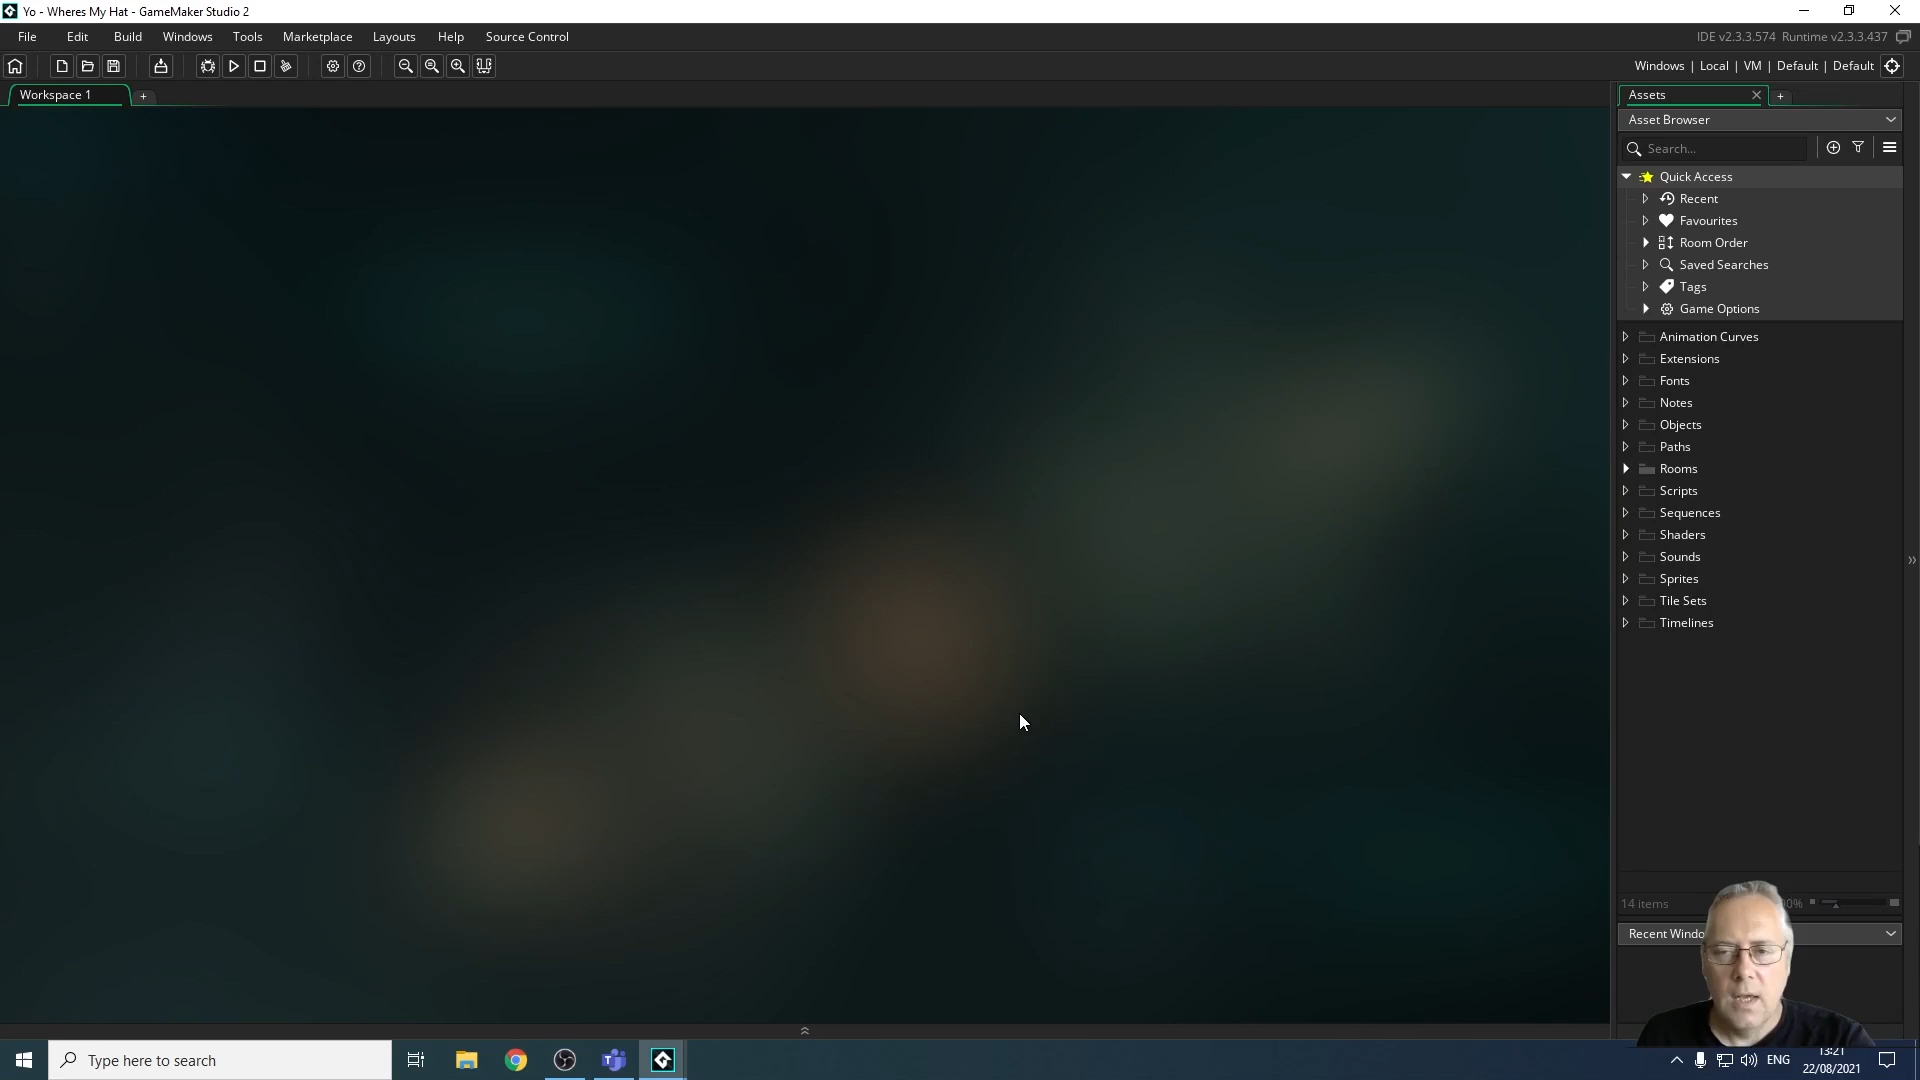 Yo - Wheres My Hat - GameMaker Studio 2
File Edit Build Windows Tools Marketplace Layouts Help Source Control
IDE v2.3.3.574 Runtime v2.3.3.437
Windows | Local | VM | Default | Default
Workspace 1
Assets
Asset Browser
Search...
Quick Access
Recent
Favourites
Room Order
Saved Searches
Tags
Game Options
Animation Curves
Extensions
Fonts
Notes
Objects
Paths
Rooms
Scripts
Sequences
Shaders
Sounds
Sprites
Tile Sets
Timelines
14 items
Recent
Type here to search
ENG
13:21
22/08/2021